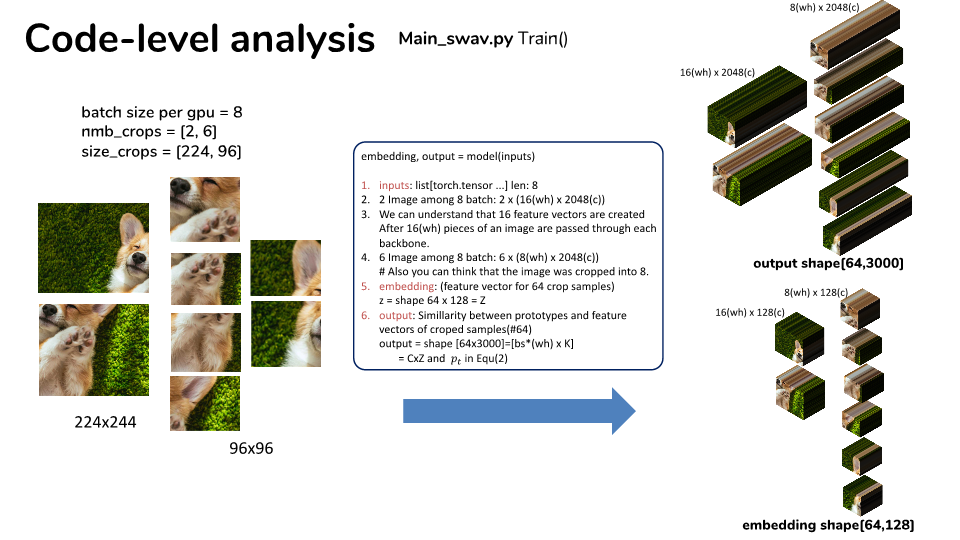 Code-level analysis
Main_swav.py Train()
batch size per gpu = 8
nmb_crops = [2, 6]
size_crops = [224, 96]
224x244
96x96
embedding, output = model(inputs)
1. inputs: list[torch.tensor ...] len: 8
2. 2 Image among 8 batch: 2 x (16(wh) x 2048(c))
3. We can understand that 16 feature vectors are created
After 16(wh) pieces of an image are passed through each
backbone.
4. 6 Image among 8 batch: 6 x (8(wh) x 2048(c))
# Also you can think that the image was cropped into 8.
5. embedding: (feature vector for 64 crop samples)
z = shape 64 x 128 = Z
6. output: Simillarity between prototypes and feature
vectors of croped samples(#64)
output = shape [64x3000]=[bs*(wh) x K]
= CxZ and p_t in Equ(2)
8(wh) x 2048(c)
16(wh) x 2048(c)
output shape[64,3000]
8(wh) x 128(c)
16(wh) x 128(c)
embedding shape[64,128]